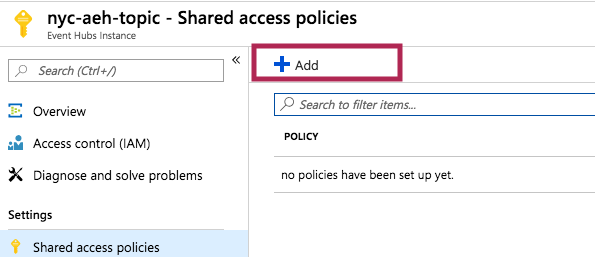 nyc-aeh-topic - Shared access policies
Event Hubs Instance
Search (Ctrl+/)
«
Overview
Access control (IAM)
Diagnose and solve problems
Settings
Shared access policies
Add
Search to filter items...
POLICY
no policies have been set up yet.